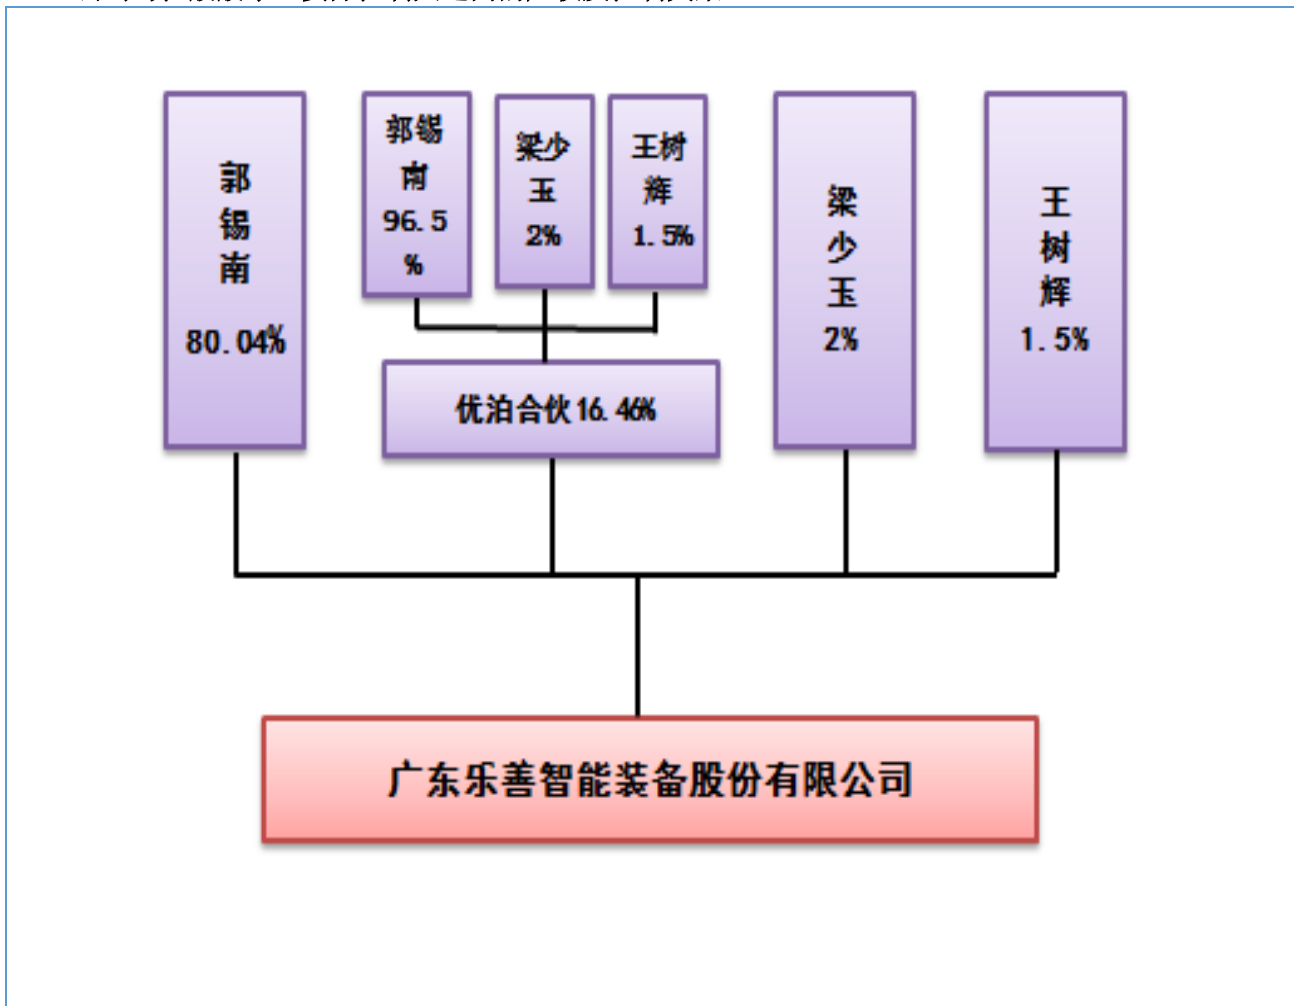 郭
锡
南
80.04%
郭锡
南
96.5
%
梁少
玉
2%
王树
辉
1.5%
优泊合伙16.46%
梁
少
玉
2%
王
树
辉
1.5%
广东乐善智能装备股份有限公司